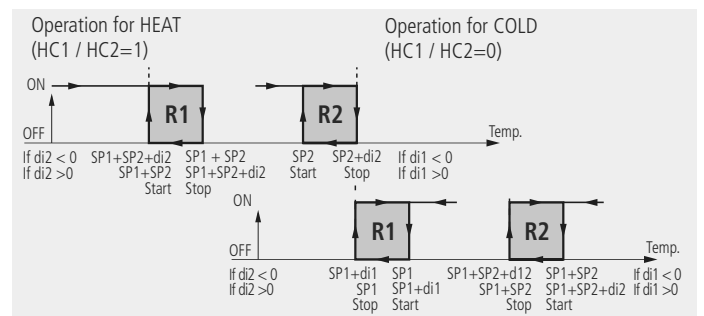 Operation for HEAT
(HC1 / HC2=1)
Operation for COLD
(HC1 / HC2=0)
ON
R1
R2
OFF
Temp.
If di2 < 0 SP1+SP2+di2 SP1 + SP2 SP2 SP2+di2 If di1 < 0
If di2 >0 SP1+SP2 SP1+SP2+di2 Start Stop If di1 >0
Start Stop
ON
R1
R2
OFF
Temp.
If di2 < 0 SP1+di1 SP1 SP1+SP2+d12 SP1+SP2 If di1 < 0
If di2 >0 SP1 SP1+di1 SP1+SP2 SP1+SP2+di2 If di1 >0
Stop Start Stop Start